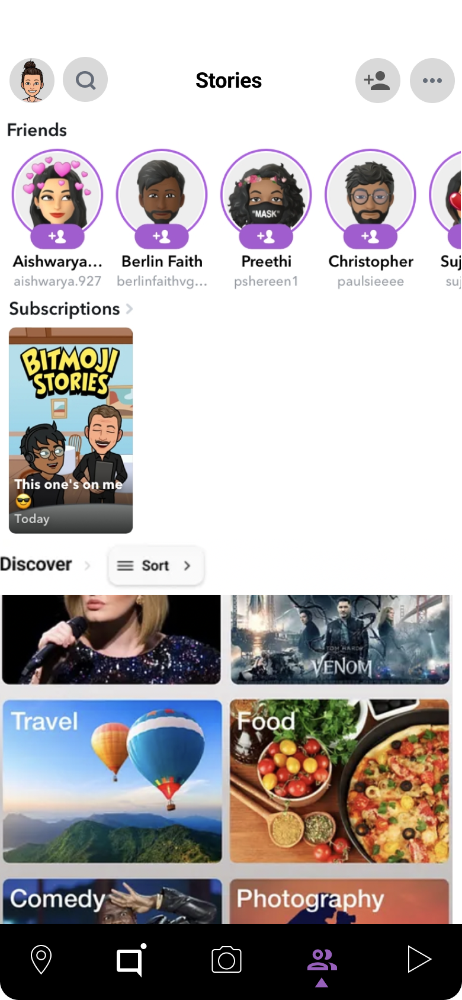 Stories
Friends
"MASK"
Aishwarya... Berlin Faith Preethi Christopher Suj
aishwarya.927 berlinfaithvg... pshereen1 paulsieeee suj
Subscriptions
BITMOJI
STORIES
This one's on me
😎
Today
Discover Sort
TOM HARDY
VENOM
Travel Food
Comedy Photography